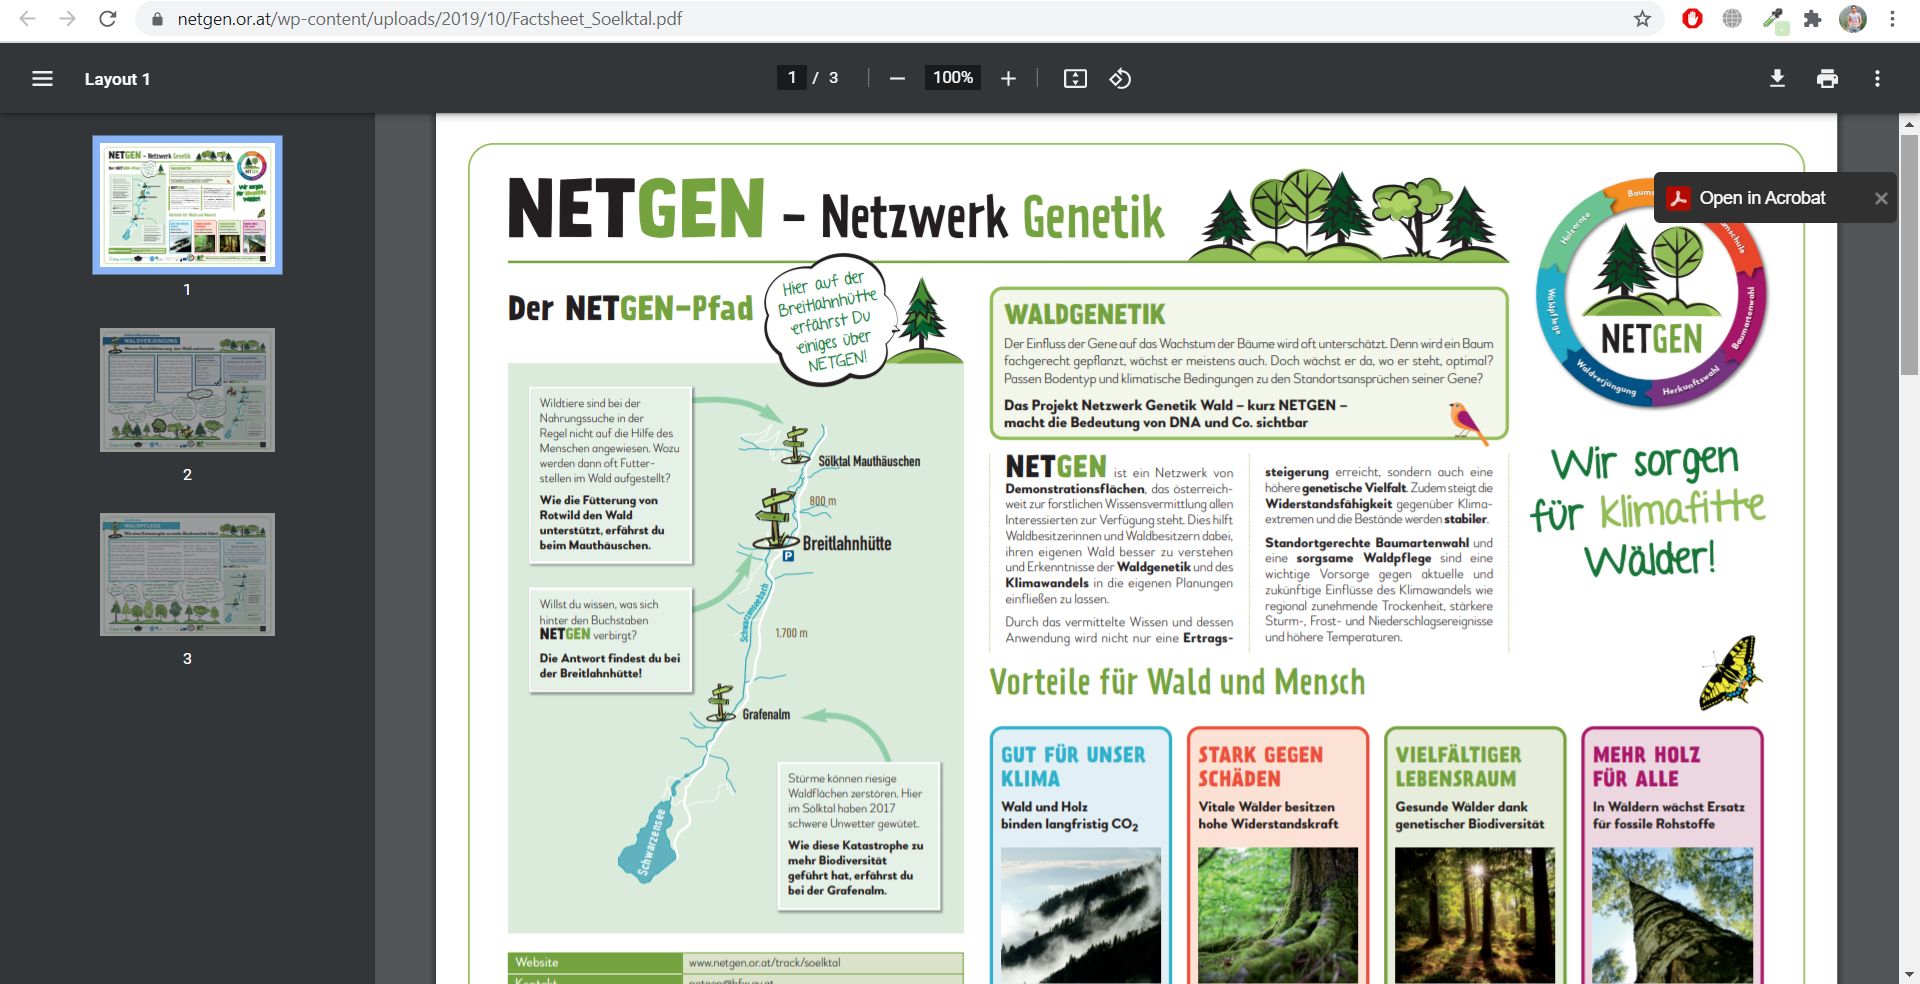 netgen.or.at/wp-content/uploads/2019/10/Factsheet_Soelktal.pdf
Layout 1
1 / 3
100%
Open in Acrobat
1
2
3
NETGEN – Netzwerk Genetik
Der NETGEN-Pfad
Hier auf der
Breitlahnhütte
erfährst Du
einiges über
NETGEN!
Wildtiere sind bei der
Nahrungssuche in der
Regel nicht auf die Hilfe des
Menschen angewiesen. Wozu
werden dann oft Futter-
stellen im Wald aufgestellt?
Wie die Fütterung von
Rotwild den Wald
unterstützt, erfährst du
beim Mauthäuschen.
Willst du wissen, was sich
hinter den Buchstaben
NETGEN verbirgt?
Die Antwort findest du bei
der Breitlahnhütte!
Sölktal Mauthäuschen
800 m
Breitlahnhütte
P
Schwarzenseebach
1.700 m
Grafenalm
Schwarzensee
Stürme können riesige
Waldflächen zerstören. Hier
im Sölktal haben 2017
schwere Unwetter gewütet.
Wie diese Katastrophe zu
mehr Biodiversität
geführt hat, erfährst du
bei der Grafenalm.
Website www.netgen.or.at/track/soelktal
WALDGENETIK
Der Einfluss der Gene auf das Wachstum der Bäume wird oft unterschätzt. Denn wird ein Baum
fachgerecht gepflanzt, wächst er meistens auch. Doch wächst er da, wo er steht, optimal?
Passen Bodentyp und klimatische Bedingungen zu den Standortsansprüchen seiner Gene?
Das Projekt Netzwerk Genetik Wald – kurz NETGEN –
macht die Bedeutung von DNA und Co. sichtbar
NETGEN ist ein Netzwerk von
Demonstrationsflächen, das österreich-
weit zur forstlichen Wissensvermittlung allen
Interessierten zur Verfügung steht. Dies hilft
Waldbesitzerinnen und Waldbesitzern dabei,
ihren eigenen Wald besser zu verstehen
und Erkenntnisse der Waldgenetik und des
Klimawandels in die eigenen Planungen
einfließen zu lassen.
Durch das vermittelte Wissen und dessen
Anwendung wird nicht nur eine Ertrags-
steigerung erreicht, sondern auch eine
höhere genetische Vielfalt. Zudem steigt die
Widerstandsfähigkeit gegenüber Klima-
extremen und die Bestände werden stabiler.
Standortgerechte Baumartenwahl und
eine sorgsame Waldpflege sind eine
wichtige Vorsorge gegen aktuelle und
zukünftige Einflüsse des Klimawandels wie
regional zunehmende Trockenheit, stärkere
Sturm-, Frost- und Niederschlagsereignisse
und höhere Temperaturen.
Holzernte
Baumartenwahl
Herkunftswahl
Waldverjüngung
Waldpflege
NETGEN
Wir sorgen
für Klimafitte
Wälder!
Vorteile für Wald und Mensch
GUT FÜR UNSER
KLIMA
Wald und Holz
binden langfristig CO2
STARK GEGEN
SCHÄDEN
Vitale Wälder besitzen
hohe Widerstandskraft
VIELFÄLTIGER
LEBENSRAUM
Gesunde Wälder dank
genetischer Biodiversität
MEHR HOLZ
FÜR ALLE
In Wäldern wächst Ersatz
für fossile Rohstoffe